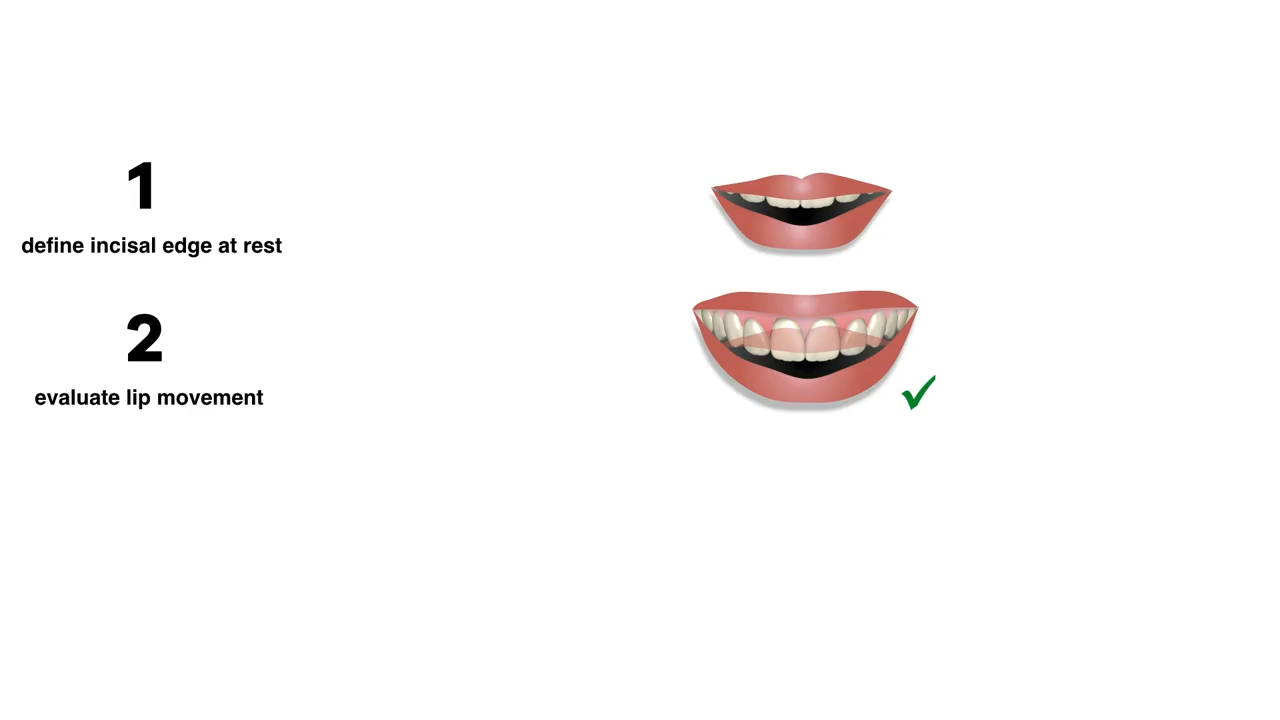 1
define incisal edge at rest
2
evaluate lip movement